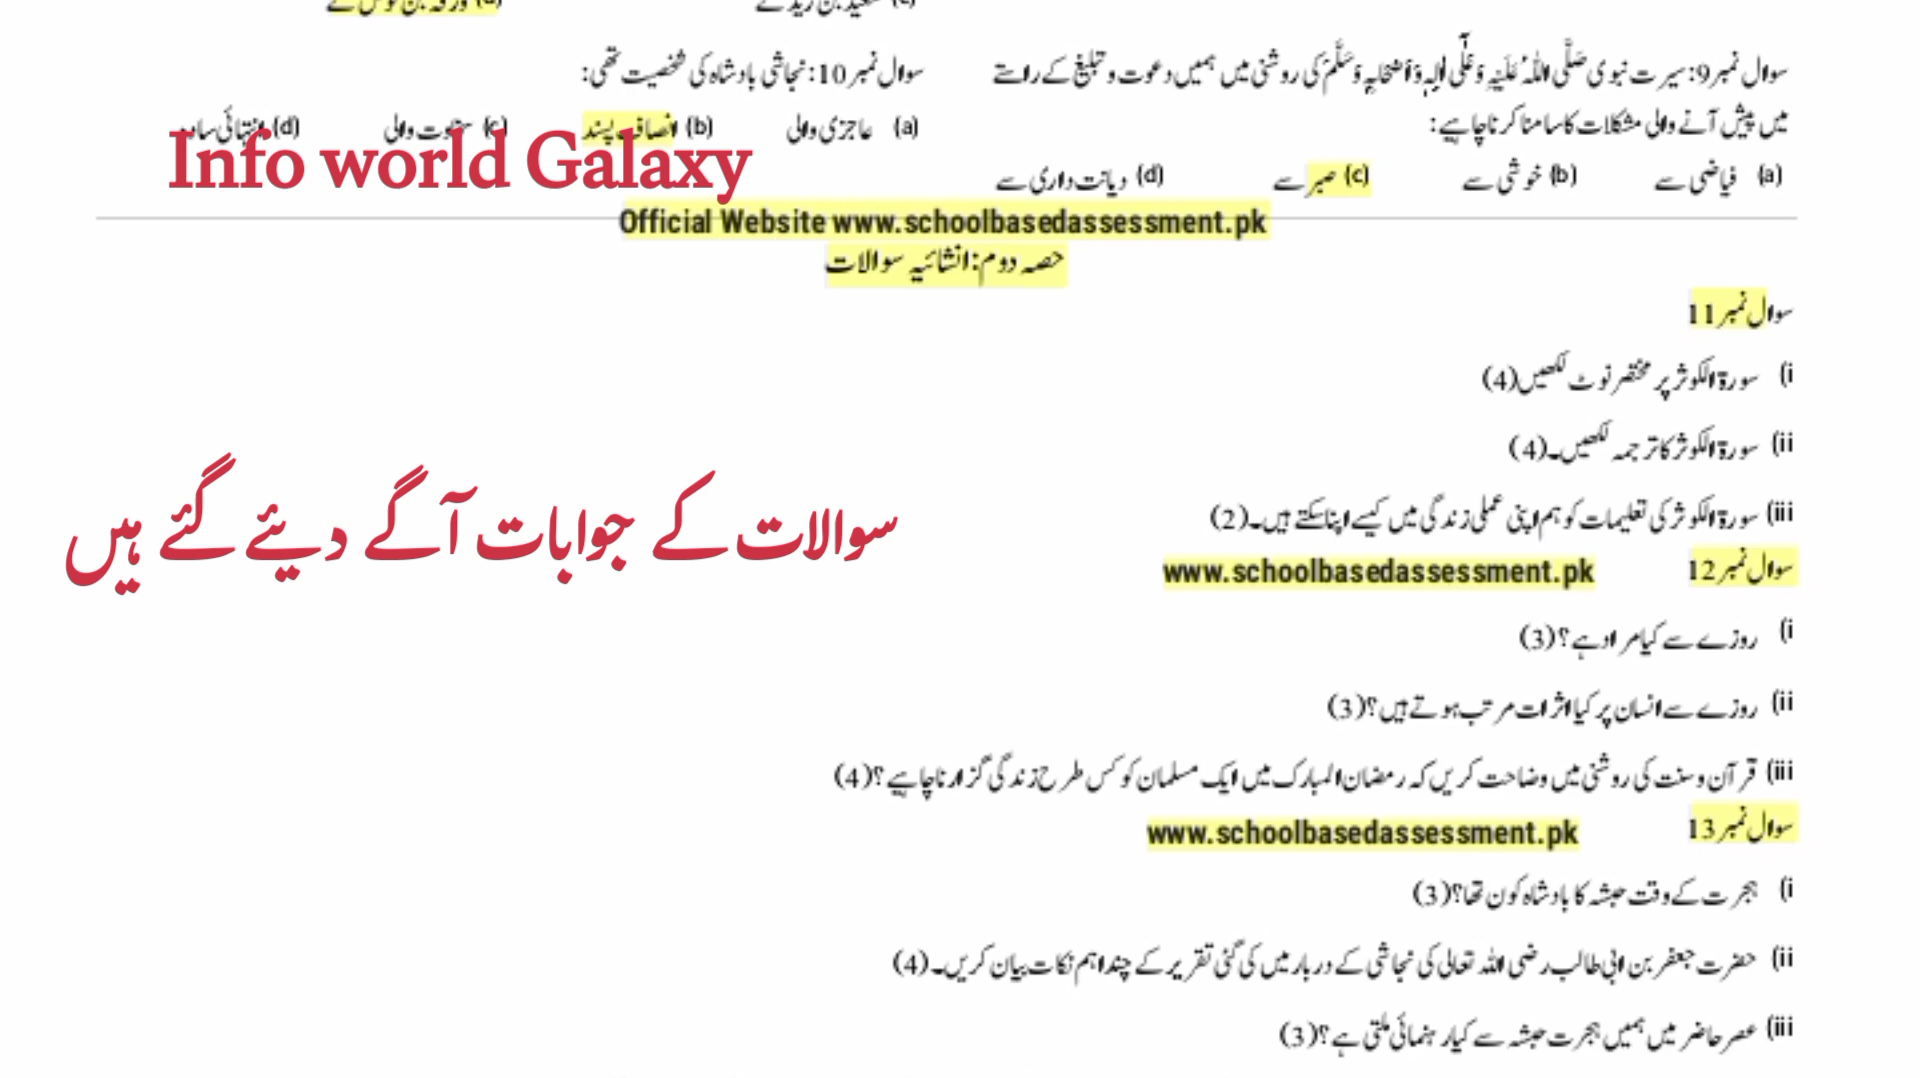 سوال نمبر 9: سیرت نبوی صَلَّی اللّٰہُ عَلَیْہِ وَعَلٰٓی اٰلِہٖ وَاَصْحَابِہٖ وَسَلَّمَ کی روشنی میں ہمیں دعوت و تبلیغ کے راستے
میں پیش آنے والی مشکلات کا سامنا کرنا چاہیے:
(a) فیاضی سے (b) خوشی سے (c) صبر سے (d) دیانت داری سے
سوال نمبر 10: نجاشی بادشاہ کی شخصیت تھی:
(a) عاجزی والی (b) انصاف پسند (c) سخاوت والی (d) انتہائی
Info world Galaxy
Official Website www.schoolbasedassessment.pk
حصہ دوم: انشائیہ سوالات
سوال نمبر 11
i) سورۃ الکوثر پر مختصر نوٹ لکھیں (4)
ii) سورۃ الکوثر کا ترجمہ لکھیں۔ (4)
iii) سورۃ الکوثر کی تعلیمات کو ہم اپنی عملی زندگی میں کیسے اپنا سکتے ہیں۔ (2)
سوالات کے جوابات آگے دیئے گئے ہیں
سوال نمبر 12 www.schoolbasedassessment.pk
i) روزے سے کیا مراد ہے؟ (3)
ii) روزے سے انسان پر کیا اثرات مرتب ہوتے ہیں؟ (3)
iii) قرآن و سنت کی روشنی میں وضاحت کریں کہ رمضان المبارک میں ایک مسلمان کو کس طرح زندگی گزارنا چاہیے؟ (4)
سوال نمبر 13 www.schoolbasedassessment.pk
i) ہجرت کے وقت حبشہ کا بادشاہ کون تھا؟ (3)
ii) حضرت جعفر بن ابی طالب رضی اللہ تعالی کی نجاشی کے دربار میں کی گئی تقریر کے چند اہم نکات بیان کریں۔ (4)
iii) عصر حاضر میں ہمیں ہجرت حبشہ سے کیا رہنمائی ملتی ہے؟ (3)